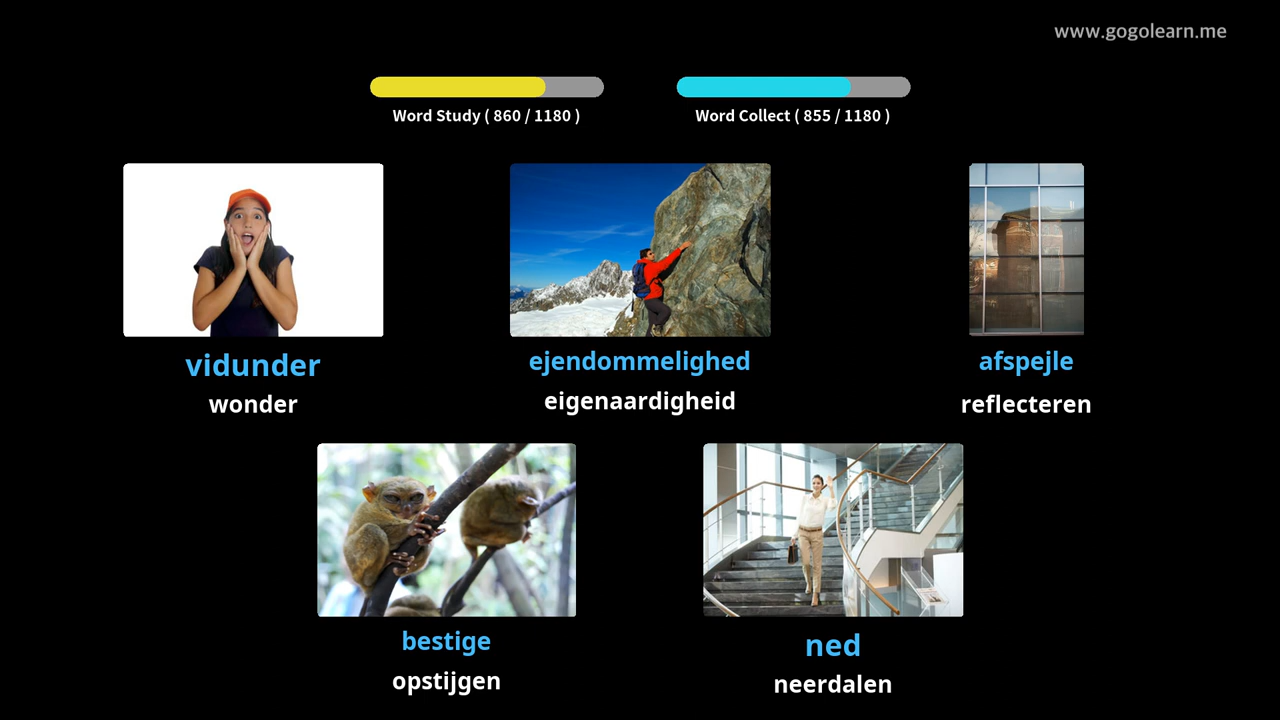 www.gogolearn.me
Word Study ( 860 / 1180 )
Word Collect ( 855 / 1180 )
vidunder
wonder
ejendommelighed
eigenaardigheid
afspejle
reflecteren
bestige
opstijgen
ned
neerdalen